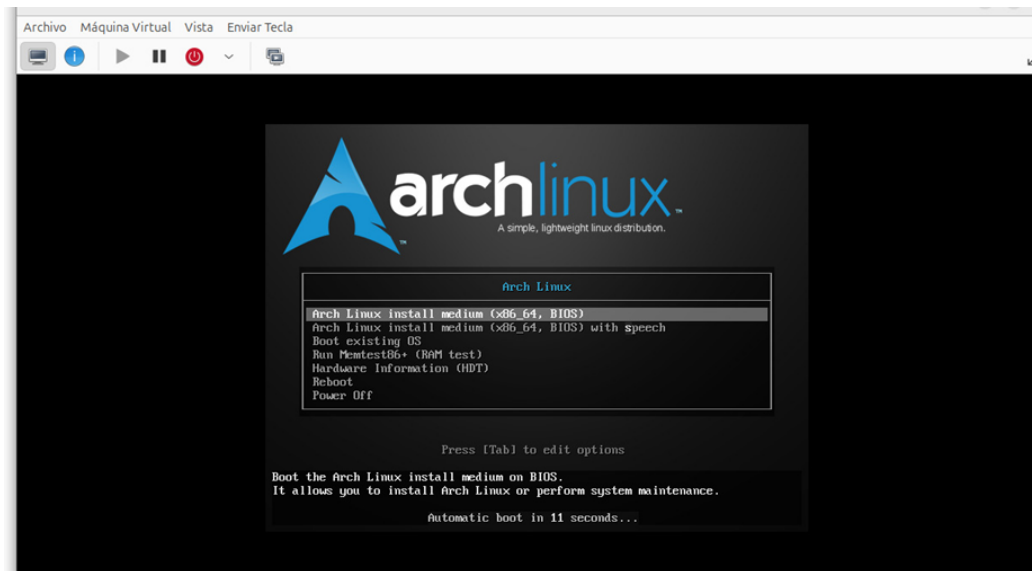 Archivo Máquina Virtual Vista Enviar Tecla
archlinux™
A simple, lightweight linux distribution.
™
Arch Linux
Arch Linux install medium (x86_64, BIOS)
Arch Linux install medium (x86_64, BIOS) with speech
Boot existing OS
Run Memtest86+ (RAM test)
Hardware Information (HDT)
Reboot
Power Off
Press [Tab] to edit options
Boot the Arch Linux install medium on BIOS.
It allows you to install Arch Linux or perform system maintenance.
Automatic boot in 11 seconds...